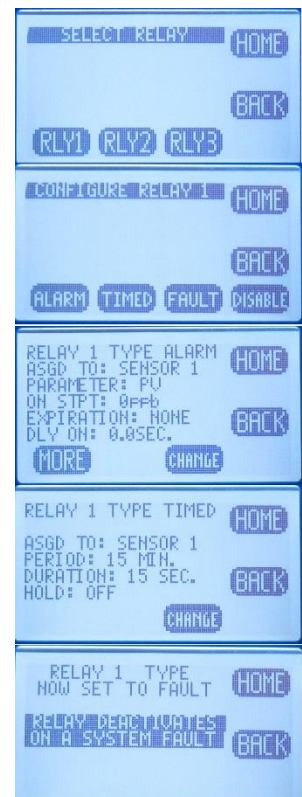 SELECT RELAY
HOME
BACK
RLY1 RLY2 RLY3
CONFIGURE RELAY 1
HOME
BACK
ALARM TIMED FAULT DISABLE
RELAY 1 TYPE ALARM
HOME
ASGD TO: SENSOR 1
PARAMETER: PV
ON STPT: 0ppb
EXPIRATION: NONE
BACK
DLY ON: 0.0SEC.
MORE CHANGE
RELAY 1 TYPE TIMED
HOME
ASGD TO: SENSOR 1
PERIOD: 15 MIN.
DURATION: 15 SEC.
BACK
HOLD: OFF
CHANGE
RELAY 1 TYPE
NOW SET TO FAULT
HOME
RELAY DEACTIVATES
ON A SYSTEM FAULT
BACK